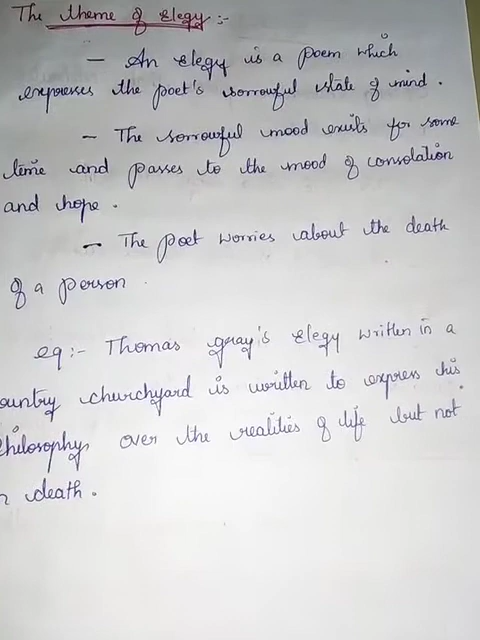 The theme of Elegy :-
- An Elegy is a poem which
expresses the poet's sorrowful state of mind.
- The sorrowful mood exists for some
time and passes to the mood of consolation
and hope.
- The poet worries about the death
of a person.
eg:- Thomas gray's Elegy written in a
ountry churchyard is written to express his
philosophy over the realities of life but not
n death.